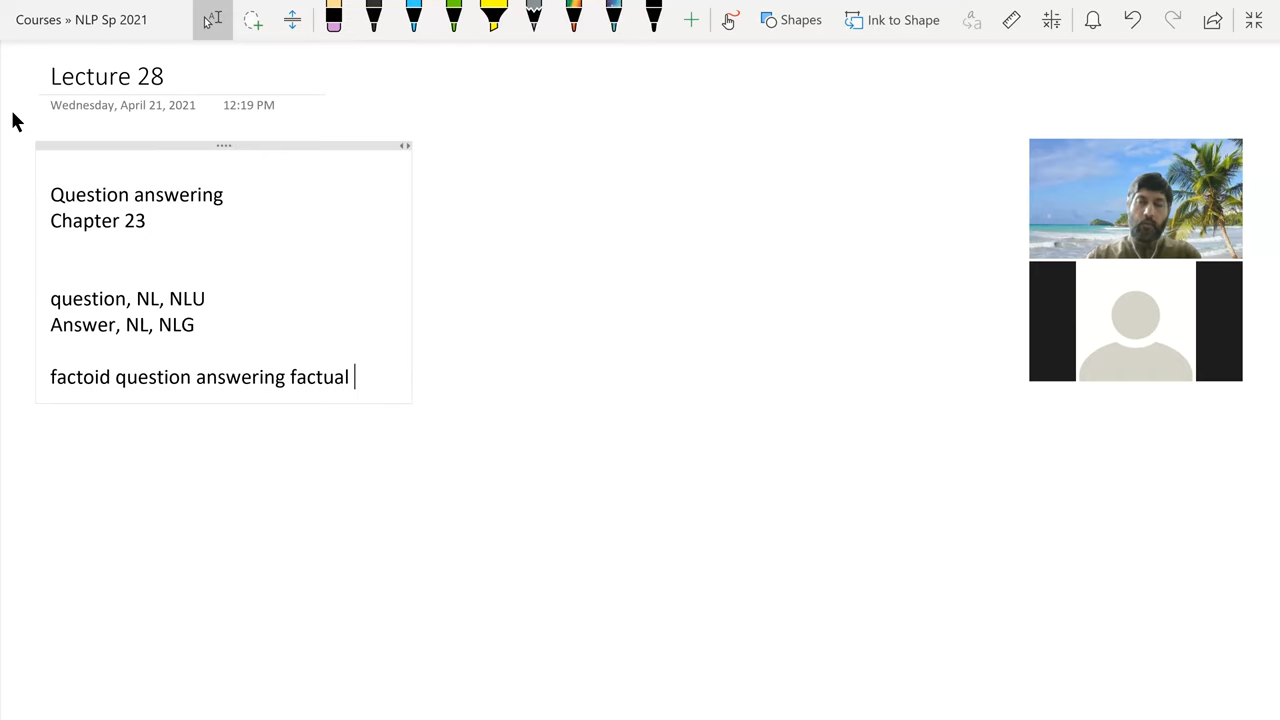 Courses » NLP Sp 2021
Shapes
Ink to Shape
Lecture 28
Wednesday, April 21, 2021 12:19 PM
Question answering
Chapter 23
question, NL, NLU
Answer, NL, NLG
factoid question answering factual